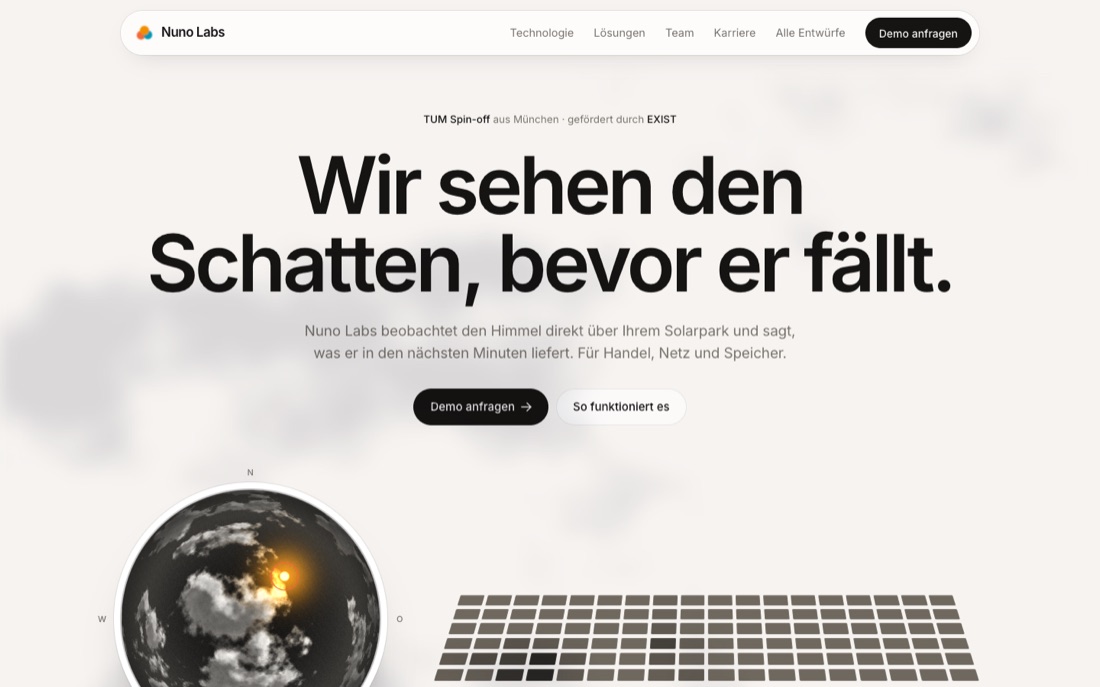 Nuno Labs
Technologie Lösungen Team Karriere Alle Entwürfe Demo anfragen
TUM Spin-off aus München · gefördert durch EXIST
Wir sehen den
Schatten, bevor er fällt.
Nuno Labs beobachtet den Himmel direkt über Ihrem Solarpark und sagt,
was er in den nächsten Minuten liefert. Für Handel, Netz und Speicher.
Demo anfragen → So funktioniert es
N
W O